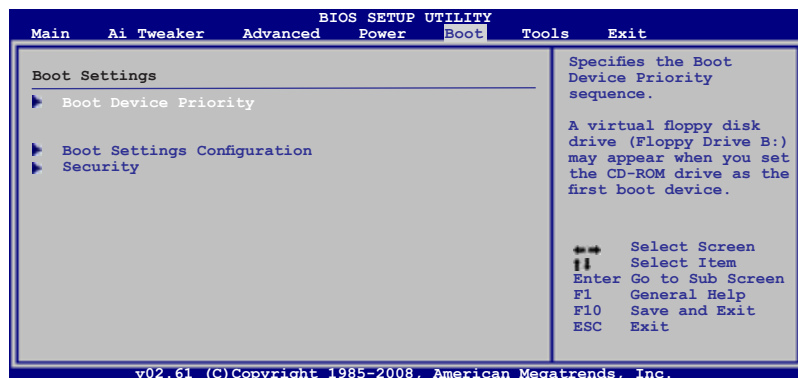 BIOS SETUP UTILITY
Main Ai Tweaker Advanced Power Boot Tools Exit
Boot Settings
Boot Device Priority
Boot Settings Configuration
Security
Specifies the Boot
Device Priority
sequence.
A virtual floppy disk
drive (Floppy Drive B:)
may appear when you set
the CD-ROM drive as the
first boot device.
Select Screen
Select Item
Enter Go to Sub Screen
F1 General Help
F10 Save and Exit
ESC Exit
v02.61 (C)Copyright 1985-2008, American Megatrends, Inc.